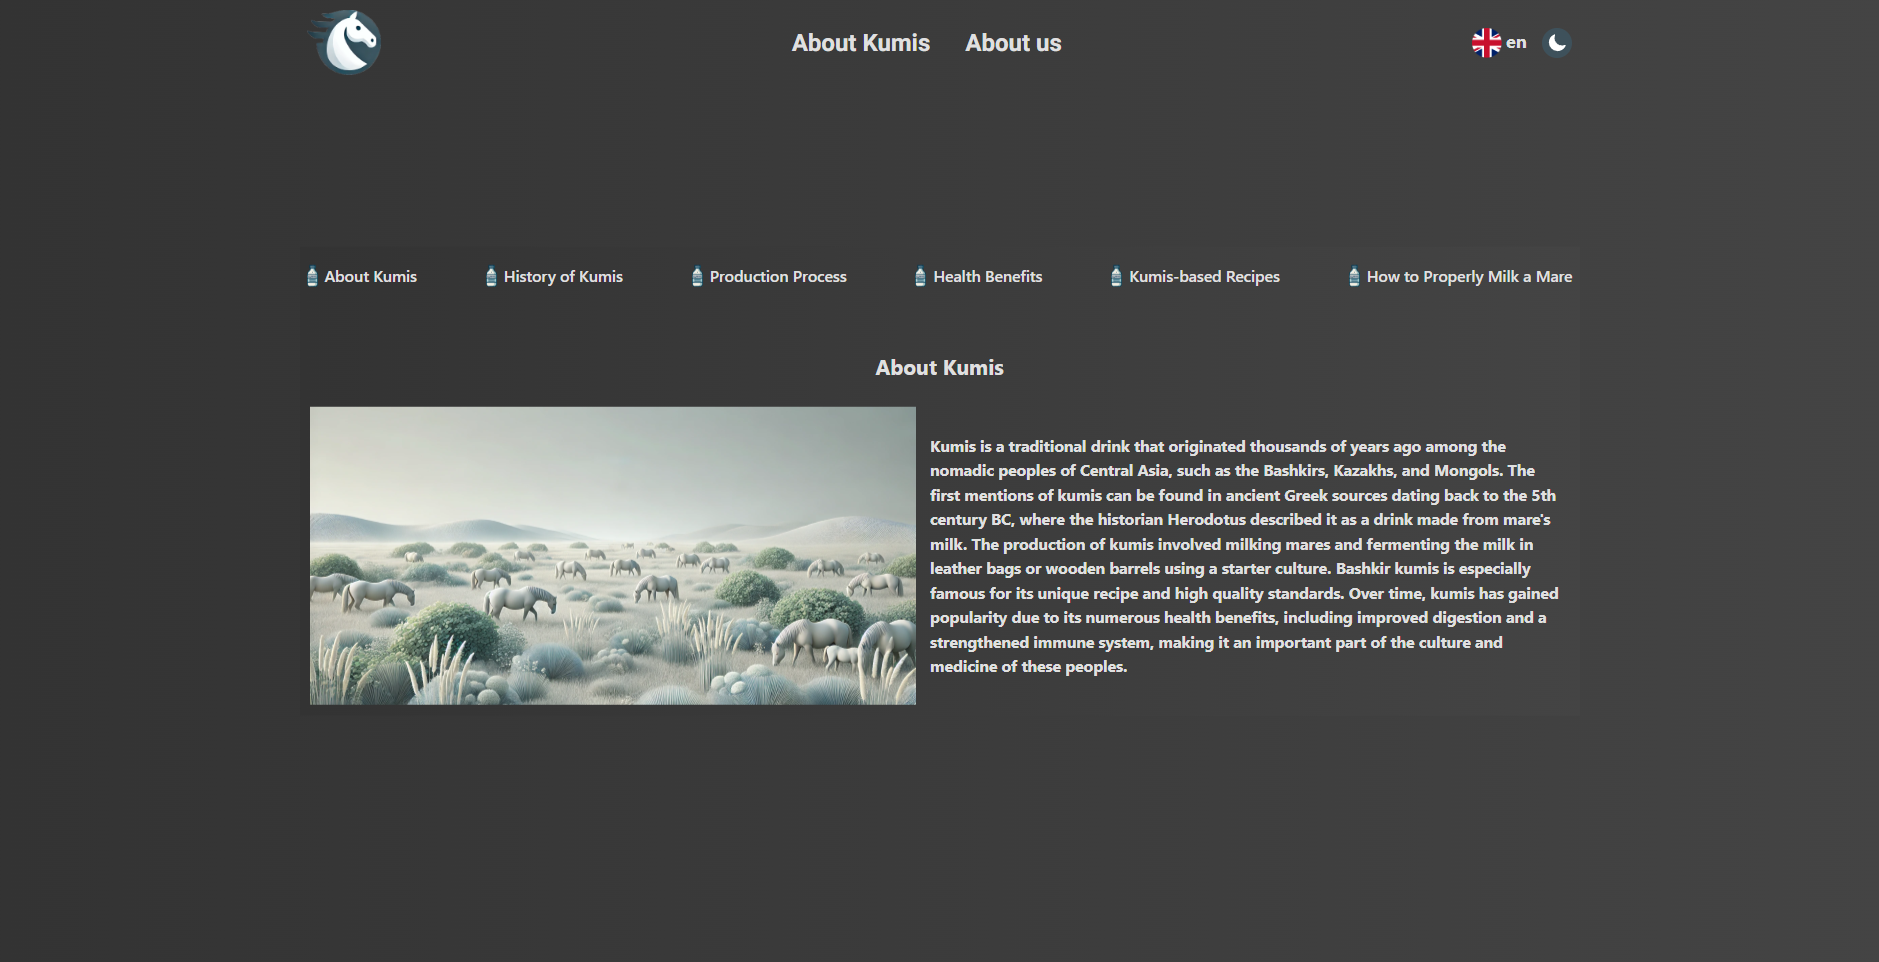 About Kumis
About us
en
About Kumis
History of Kumis
Production Process
Health Benefits
Kumis-based Recipes
How to Properly Milk a Mare
About Kumis
Kumis is a traditional drink that originated thousands of years ago among the
nomadic peoples of Central Asia, such as the Bashkirs, Kazakhs, and Mongols. The
first mentions of kumis can be found in ancient Greek sources dating back to the 5th
century BC, where the historian Herodotus described it as a drink made from mare's
milk. The production of kumis involved milking mares and fermenting the milk in
leather bags or wooden barrels using a starter culture. Bashkir kumis is especially
famous for its unique recipe and high quality standards. Over time, kumis has gained
popularity due to its numerous health benefits, including improved digestion and a
strengthened immune system, making it an important part of the culture and
medicine of these peoples.